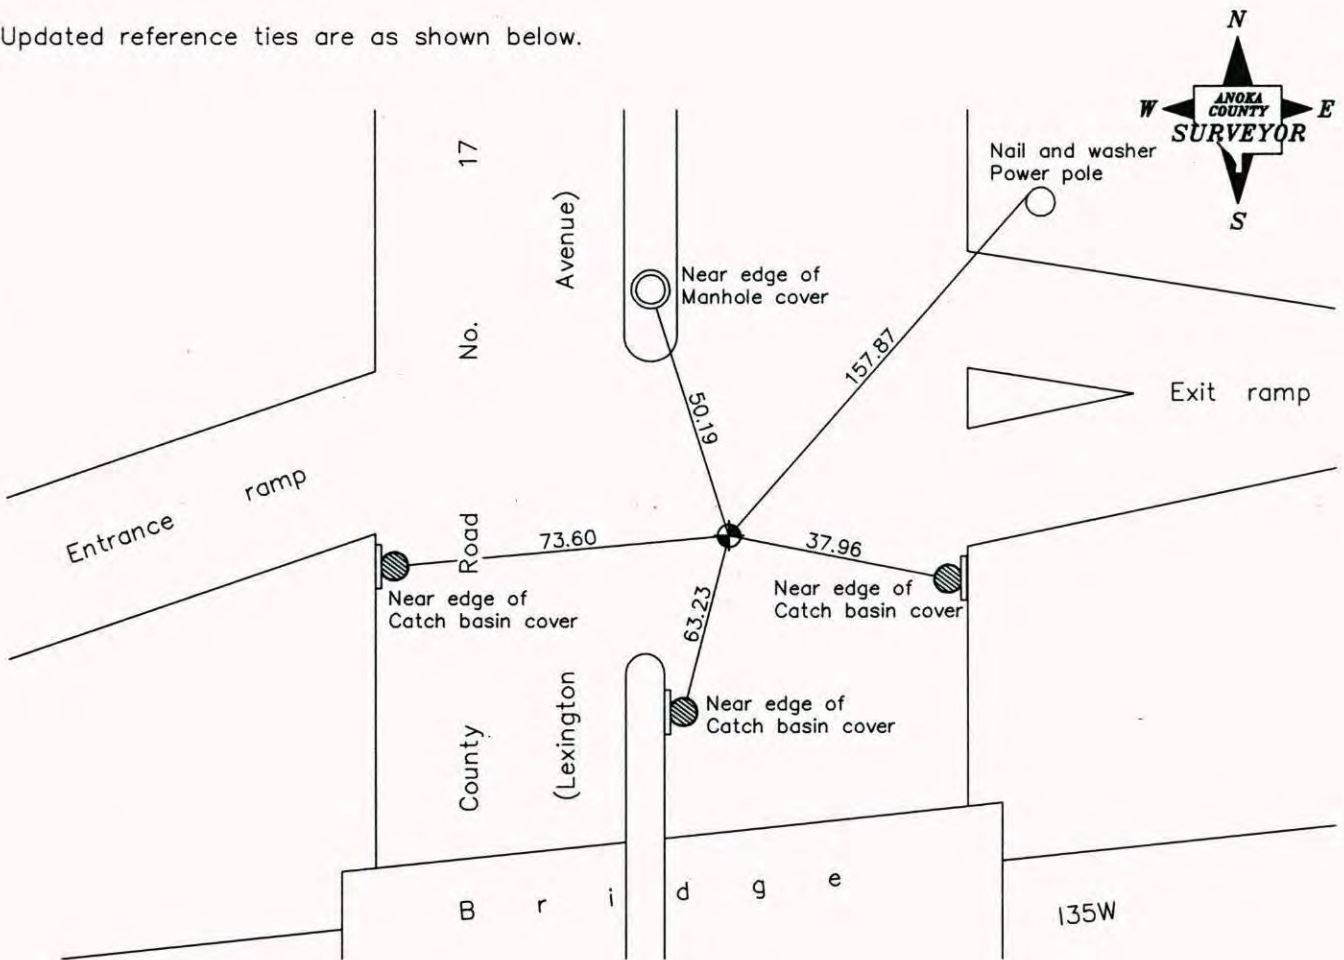 Updated reference ties are as shown below.
N
W
ANOKA
COUNTY
SURVEYOR
E
S
Nail and washer
Power pole
Near edge of
Manhole cover
157.87
50.19
Exit ramp
Entrance ramp
73.60
37.96
63.23
Near edge of
Catch basin cover
Near edge of
Catch basin cover
Near edge of
Catch basin cover
County Road No. 17
(Lexington Avenue)
Bridge
I35W